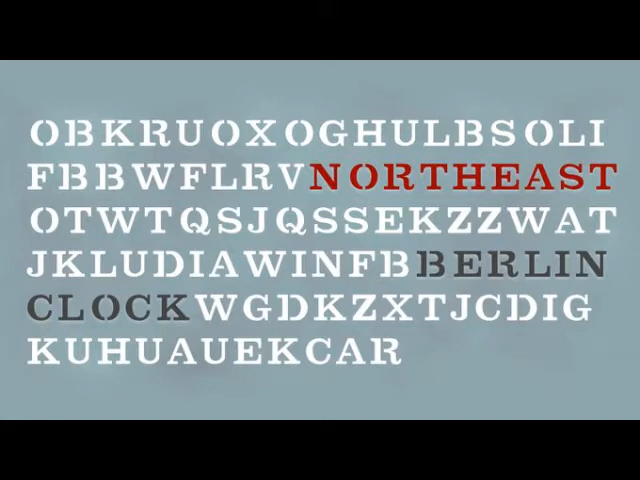 OBKRUOXOGHULBSOLI
FBBWFLRVNORTHEAST
OTWTQSJQSSEKZZWAT
JKLUDIAWINFBBERLIN
CLOCKWGDKZXTJCDIG
KUHUAUEKCAR